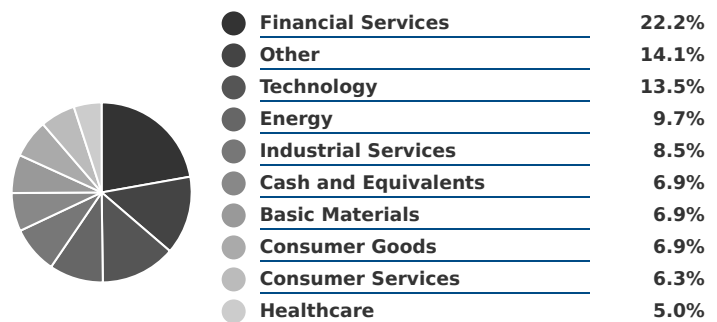 Financial Services 22.2%
Other 14.1%
Technology 13.5%
Energy 9.7%
Industrial Services 8.5%
Cash and Equivalents 6.9%
Basic Materials 6.9%
Consumer Goods 6.9%
Consumer Services 6.3%
Healthcare 5.0%